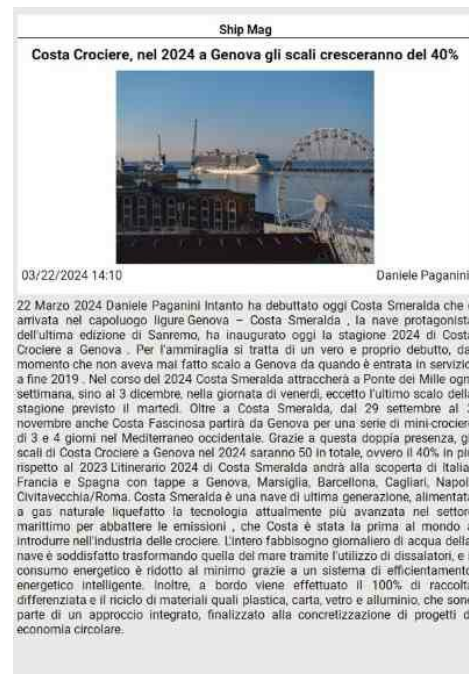 Ship Mag
Costa Crociere, nel 2024 a Genova gli scali cresceranno del 40%
03/22/2024 14:10
Daniele Paganini
22 Marzo 2024 Daniele Paganini Intanto ha debuttato oggi Costa Smeralda che
arrivata nel capoluogo ligure Genova – Costa Smeralda , la nave protagonista
dell'ultima edizione di Sanremo, ha inaugurato oggi la stagione 2024 di Costa
Crociere a Genova . Per l'ammiraglia si tratta di un vero e proprio debutto, da
momento che non aveva mai fatto scalo a Genova da quando è entrata in servizio
a fine 2019 . Nel corso del 2024 Costa Smeralda attraccherà a Ponte dei Mille ogn
settimana, sino al 3 dicembre, nella giornata di venerdì, eccetto l'ultimo scalo della
stagione previsto il martedì. Oltre a Costa Smeralda, dal 29 settembre al
novembre anche Costa Fascinosa partirà da Genova per una serie di mini-crociere
di 3 e 4 giorni nel Mediterraneo occidentale. Grazie a questa doppia presenza, gl
scali di Costa Crociere a Genova nel 2024 saranno 50 in totale, ovvero il 40% in più
rispetto al 2023 L'itinerario 2024 di Costa Smeralda andrà alla scoperta di Italia,
Francia e Spagna con tappe a Genova, Marsiglia, Barcellona, Cagliari, Napol
Civitavecchia/Roma. Costa Smeralda è una nave di ultima generazione, alimentata
a gas naturale liquefatto la tecnologia attualmente più avanzata nel settore
marittimo per abbattere le emissioni , che Costa è stata la prima al mondo
introdurre nell'industria delle crociere. L'intero fabbisogno giornaliero di acqua della
nave è soddisfatto trasformando quella del mare tramite l'utilizzo di dissalatori, e
consumo energetico è ridotto al minimo grazie a un sistema di efficientamento
energetico intelligente. Inoltre, a bordo viene effettuato il 100% di raccolta
differenziata e il riciclo di materiali quali plastica, carta, vetro e alluminio, che sono
parte di un approccio integrato, finalizzato alla concretizzazione di progetti d
economia circolare.